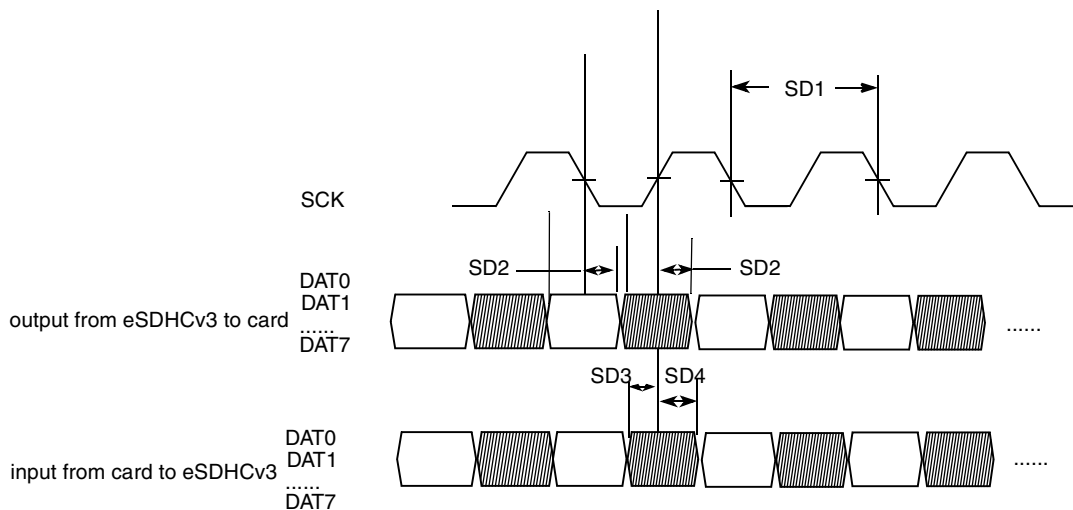 SD1
SCK
SD2
SD2
DAT0
DAT1
output from eSDHCv3 to card
......
DAT7
......
SD3
SD4
DAT0
DAT1
input from card to eSDHCv3
......
DAT7
......